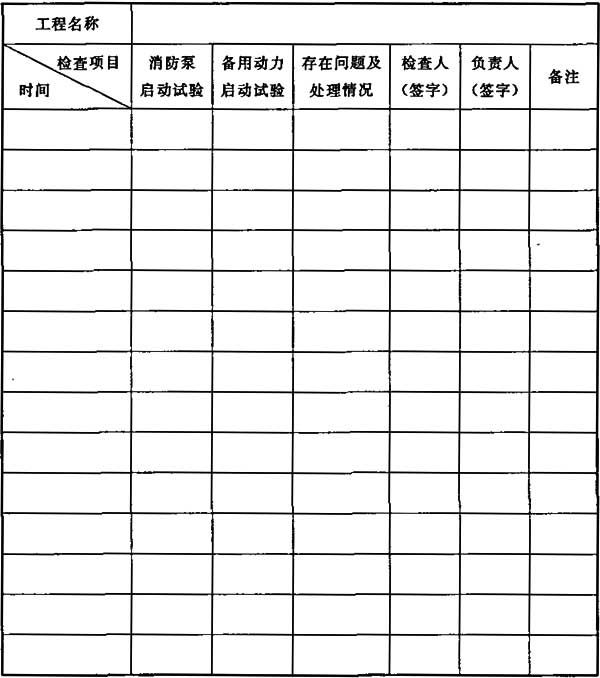 工程名称
检查项目
时间
消防泵
启动试验
备用动力
启动试验
存在问题及
处理情况
检查人
（签字）
负责人
（签字）
备注